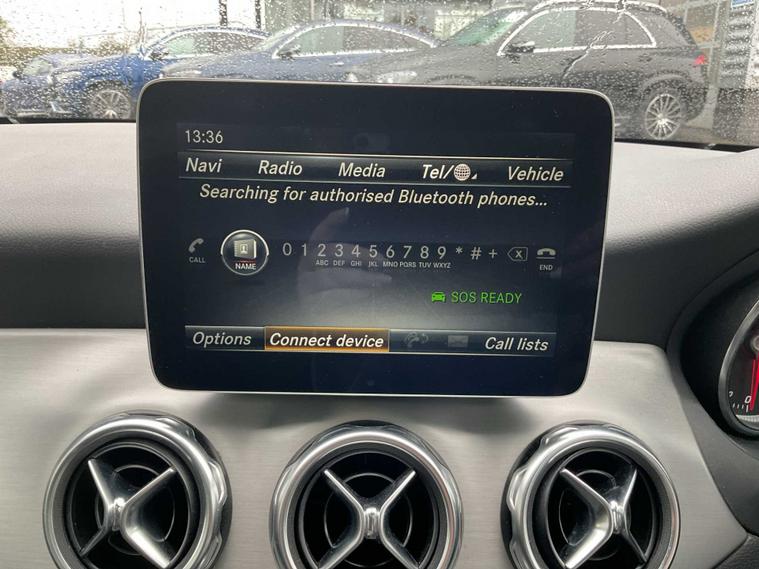 13:36
Navi Radio Media Tel/ Vehicle
Searching for authorised Bluetooth phones...
0 1 2 3 4 5 6 7 8 9 * # +
ABC DEF GHI JKL MNO PQRS TUV WXYZ
CALL NAME END
SOS READY
Options Connect device Call lists
0